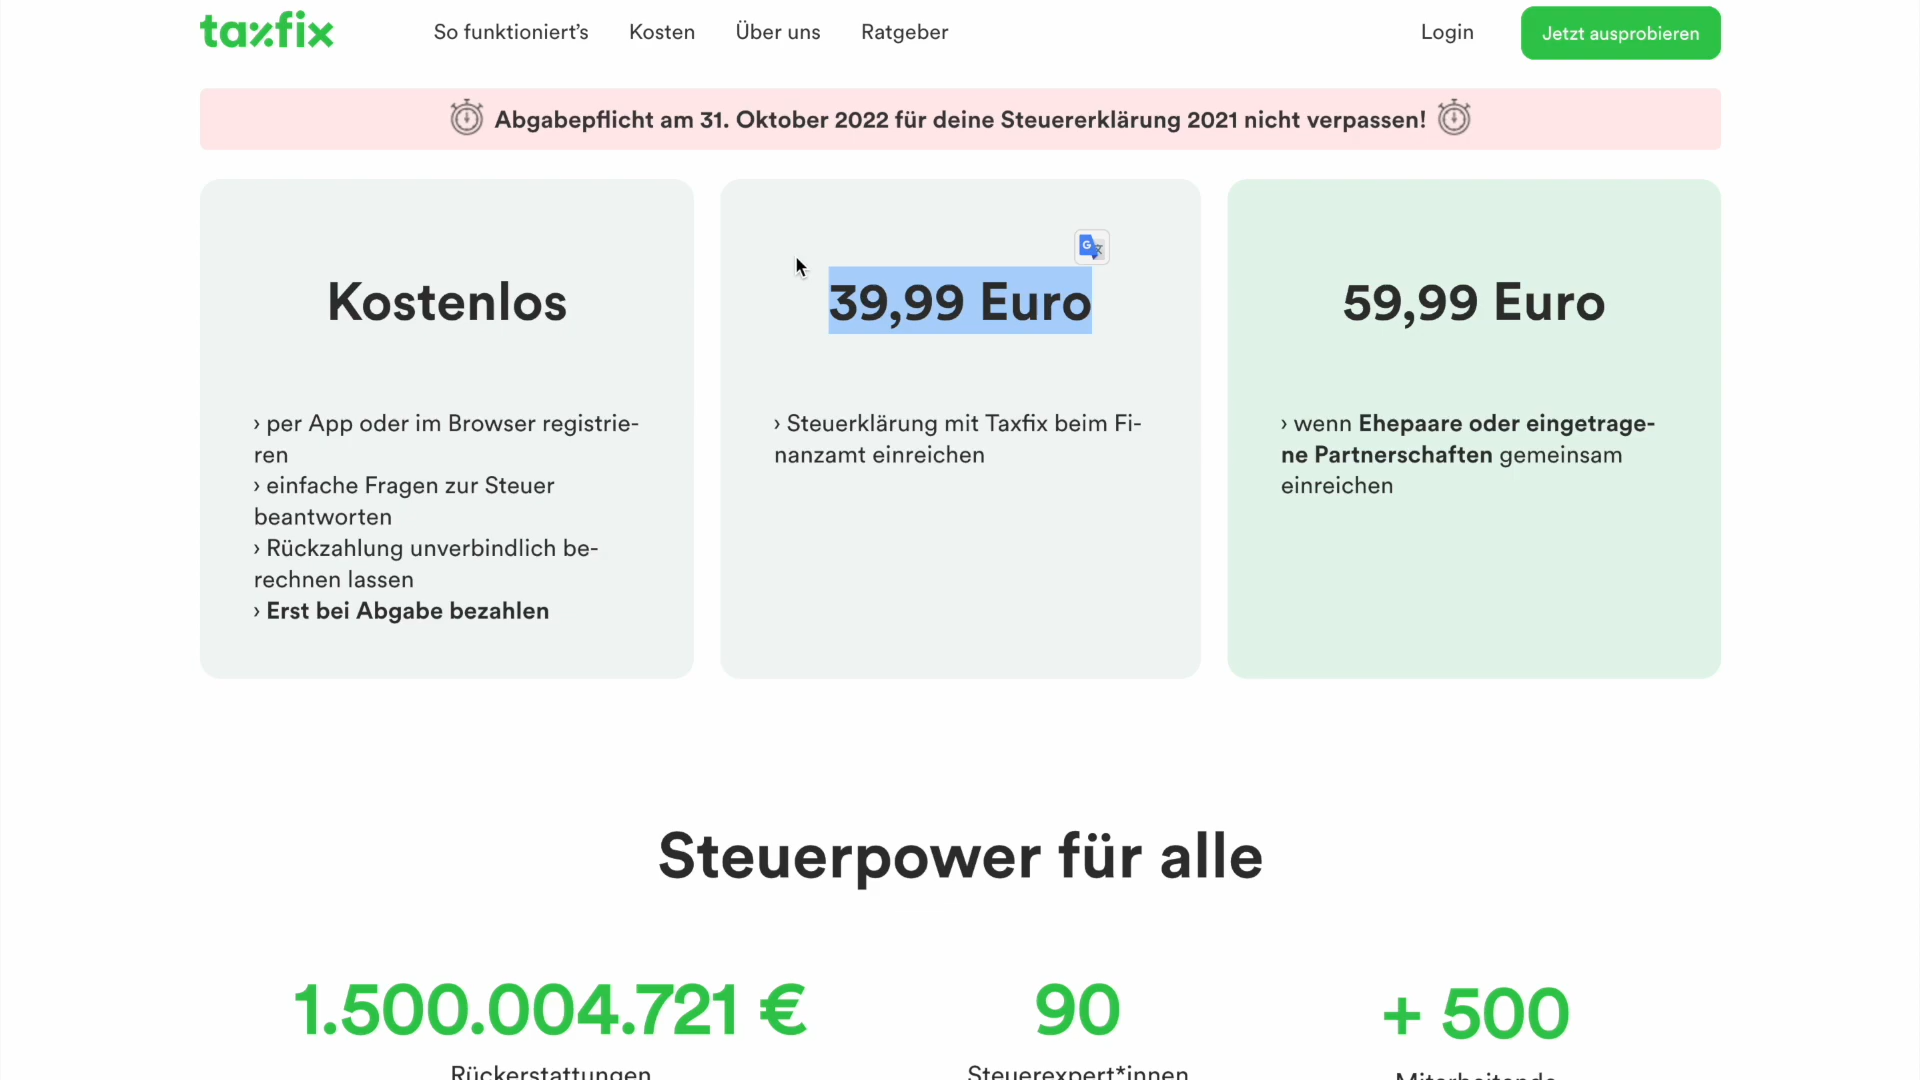 taxfix
So funktioniert's
Kosten
Über uns
Ratgeber
Login
Jetzt ausprobieren
Abgabepflicht am 31. Oktober 2022 für deine Steuererklärung 2021 nicht verpassen!
Kostenlos
› per App oder im Browser registrie-
ren
› einfache Fragen zur Steuer
beantworten
› Rückzahlung unverbindlich be-
rechnen lassen
› Erst bei Abgabe bezahlen
39,99 Euro
› Steuerklärung mit Taxfix beim Fi-
nanzamt einreichen
59,99 Euro
› wenn Ehepaare oder eingetrage-
ne Partnerschaften gemeinsam
einreichen
Steuerpower für alle
1.500.004.721 €
Rückerstattungen
90
Steuerexpert*innen
+ 500
Mitarbeitende